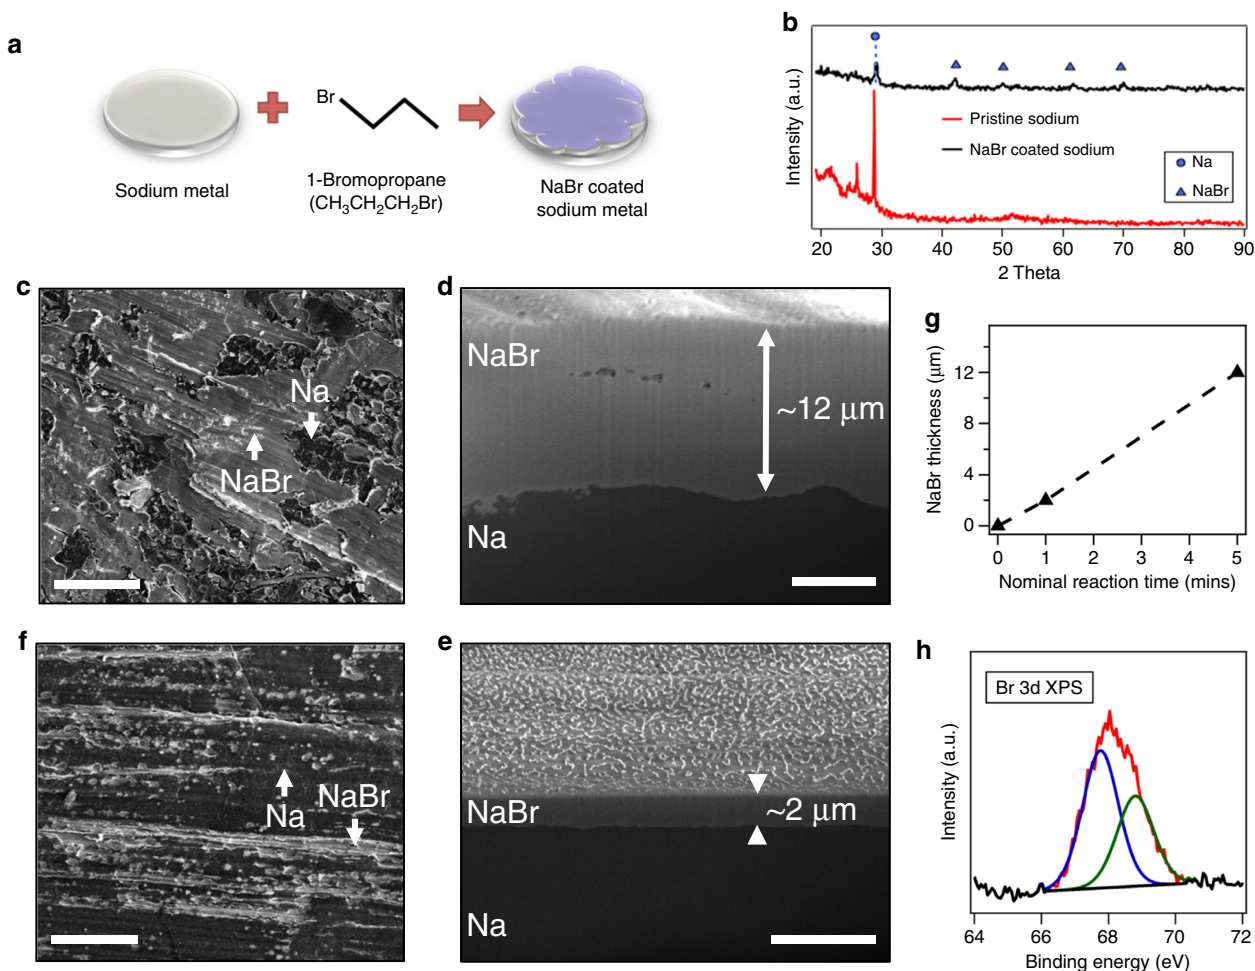 a
Br
Sodium metal
1-Bromopropane
(CH₃CH₂CH₂Br)
NaBr coated
sodium metal
b
Intensity (a.u.)
Pristine sodium
NaBr coated sodium
Na
NaBr
20 30 40 50 60 70 80 90
2 Theta
c
Na
NaBr
d
NaBr
~12 μm
Na
g
NaBr thickness (μm)
12
8
4
0
0 1 2 3 4 5
Nominal reaction time (mins)
f
NaBr
Na
e
NaBr
~2 μm
Na
h
Br 3d XPS
Intensity (a.u.)
64 66 68 70 72
Binding energy (eV)